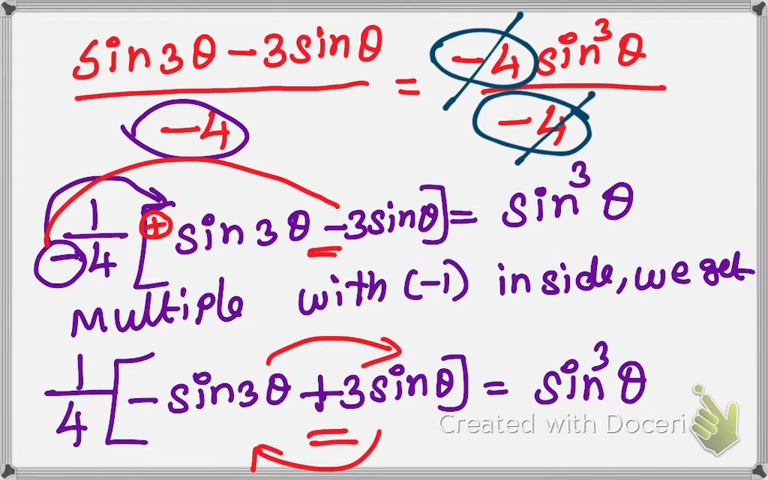 sin3θ - 3sinθ / -4 = -4 sin³θ / -4
- 1/4 [+ sin3θ - 3sinθ] = sin³θ
Multiple with (-1) inside, we get
1/4 [- sin3θ + 3sinθ] = sin³θ
Created with Doceri